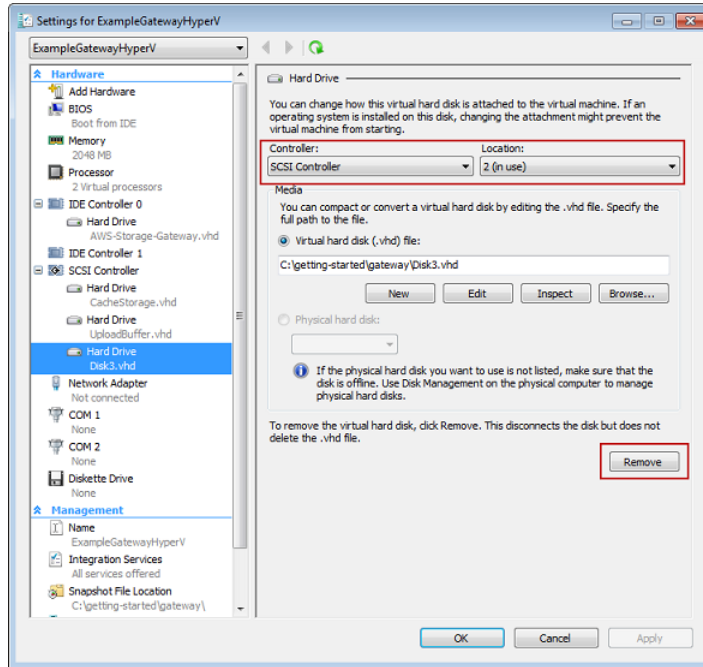 Settings for ExampleGatewayHyperV
ExampleGatewayHyperV
Hardware
Add Hardware
BIOS
Boot from IDE
Memory
2048 MB
Processor
2 Virtual processors
IDE Controller 0
Hard Drive
AWS-Storage-Gateway.vhd
IDE Controller 1
SCSI Controller
Hard Drive
CacheStorage.vhd
Hard Drive
UploadBuffer.vhd
Hard Drive
Disk3.vhd
Network Adapter
Not connected
COM 1
None
COM 2
None
Diskette Drive
None
Management
Name
ExampleGatewayHyperV
Integration Services
All services offered
Snapshot File Location
C:\getting-started\gateway\
Hard Drive
You can change how this virtual hard disk is attached to the virtual machine. If an
operating system is installed on this disk, changing the attachment might prevent the
virtual machine from starting.
Controller: Location:
SCSI Controller 2 (in use)
Media
You can compact or convert a virtual hard disk by editing the .vhd file. Specify the
full path to the file.
Virtual hard disk (.vhd) file:
C:\getting-started\gateway\Disk3.vhd
New Edit Inspect Browse...
Physical hard disk:
If the physical hard disk you want to use is not listed, make sure that the
disk is offline. Use Disk Management on the physical computer to manage
physical hard disks.
To remove the virtual hard disk, click Remove. This disconnects the disk but does not
delete the .vhd file.
Remove
OK Cancel Apply